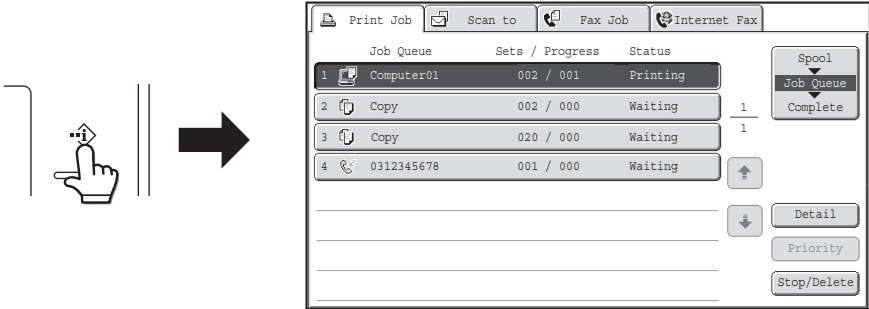 Print Job Scan to Fax Job Internet Fax
Job Queue Sets / Progress Status
1 Computer01 002 / 001 Printing
2 Copy 002 / 000 Waiting
3 Copy 020 / 000 Waiting
4 0312345678 001 / 000 Waiting
1
1
Spool
Job Queue
Complete
Detail
Priority
Stop/Delete